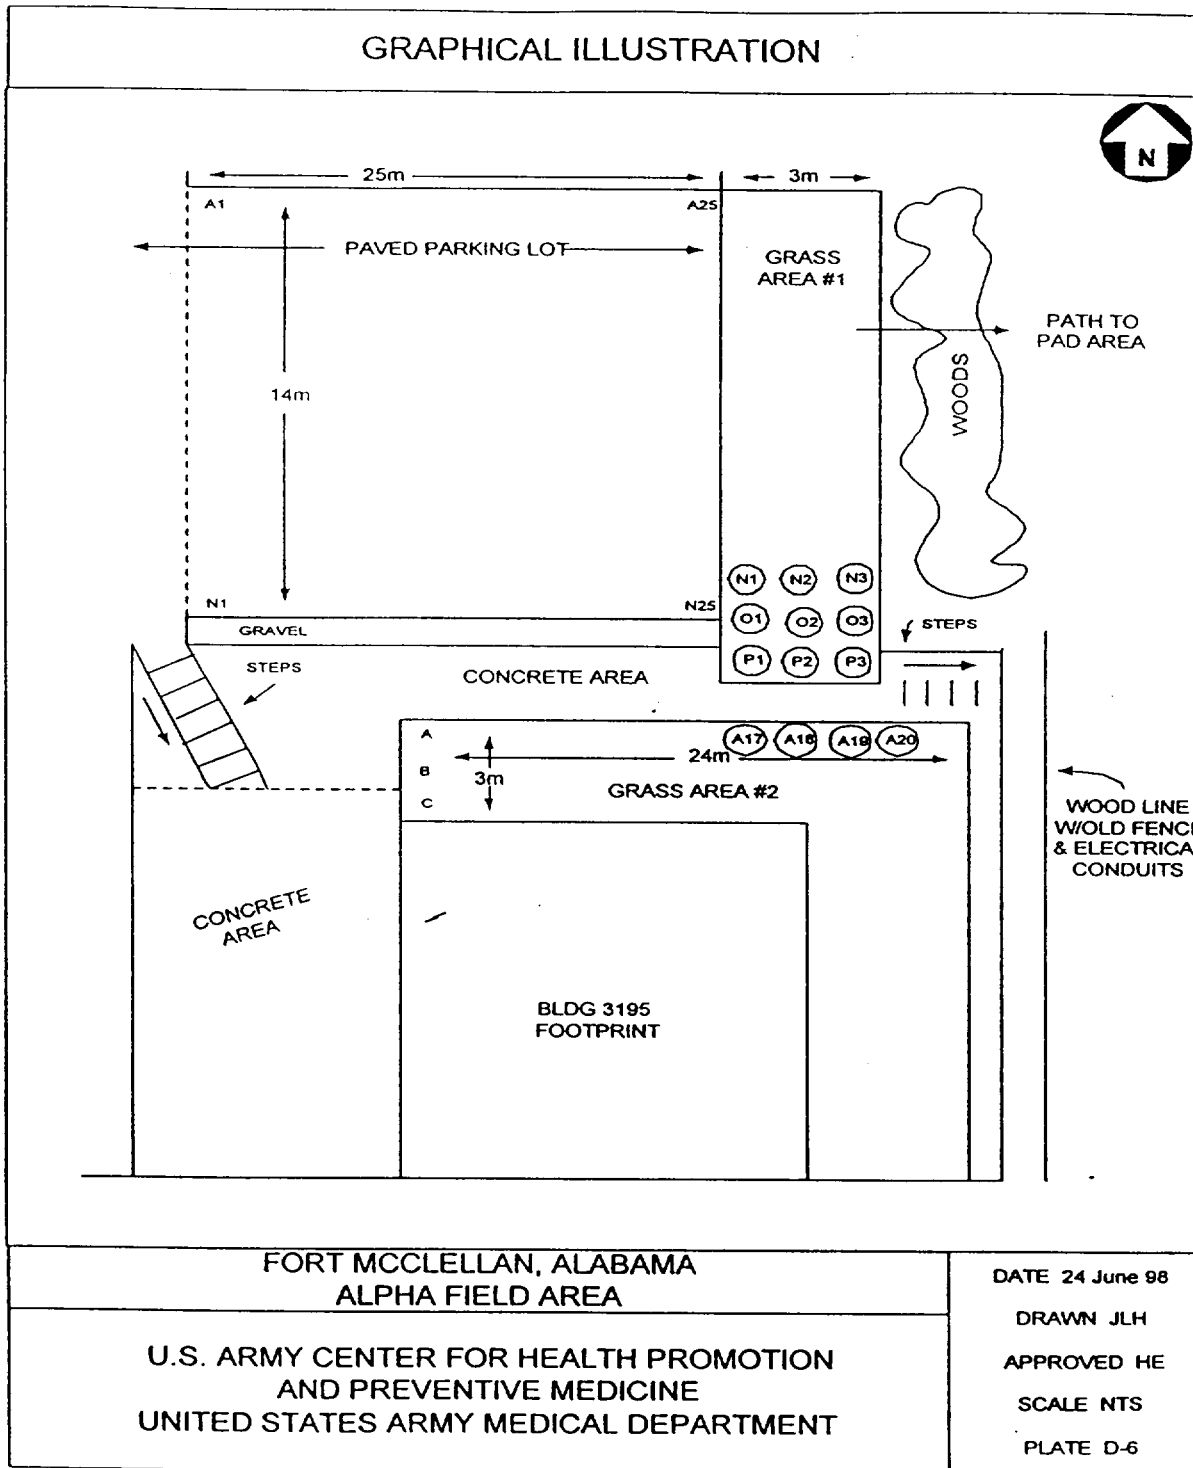 GRAPHICAL ILLUSTRATION
N
25m
3m
A1
A25
PAVED PARKING LOT
GRASS
AREA #1
PATH TO
PAD AREA
14m
WOODS
N1 N2 N3
N1
N25
O1 O2 O3
STEPS
GRAVEL
P1 P2 P3
STEPS
CONCRETE AREA
A
A17 A18 A19 A20
24m
B
3m
GRASS AREA #2
C
WOOD LINE
W/OLD FENC
& ELECTRICA
CONDUITS
CONCRETE
AREA
BLDG 3195
FOOTPRINT
FORT MCCLELLAN, ALABAMA
ALPHA FIELD AREA
U.S. ARMY CENTER FOR HEALTH PROMOTION
AND PREVENTIVE MEDICINE
UNITED STATES ARMY MEDICAL DEPARTMENT
DATE 24 June 98
DRAWN JLH
APPROVED HE
SCALE NTS
PLATE D-6